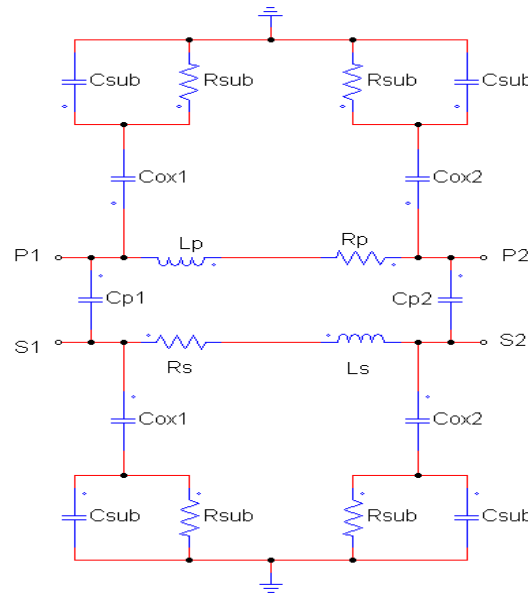 Csub Rsub Rsub Csub
Cox1 Cox2
Lp Rp
P1 P2
Cp1 Cp2
S1 S2
Rs Ls
Cox1 Cox2
Csub Rsub Rsub Csub